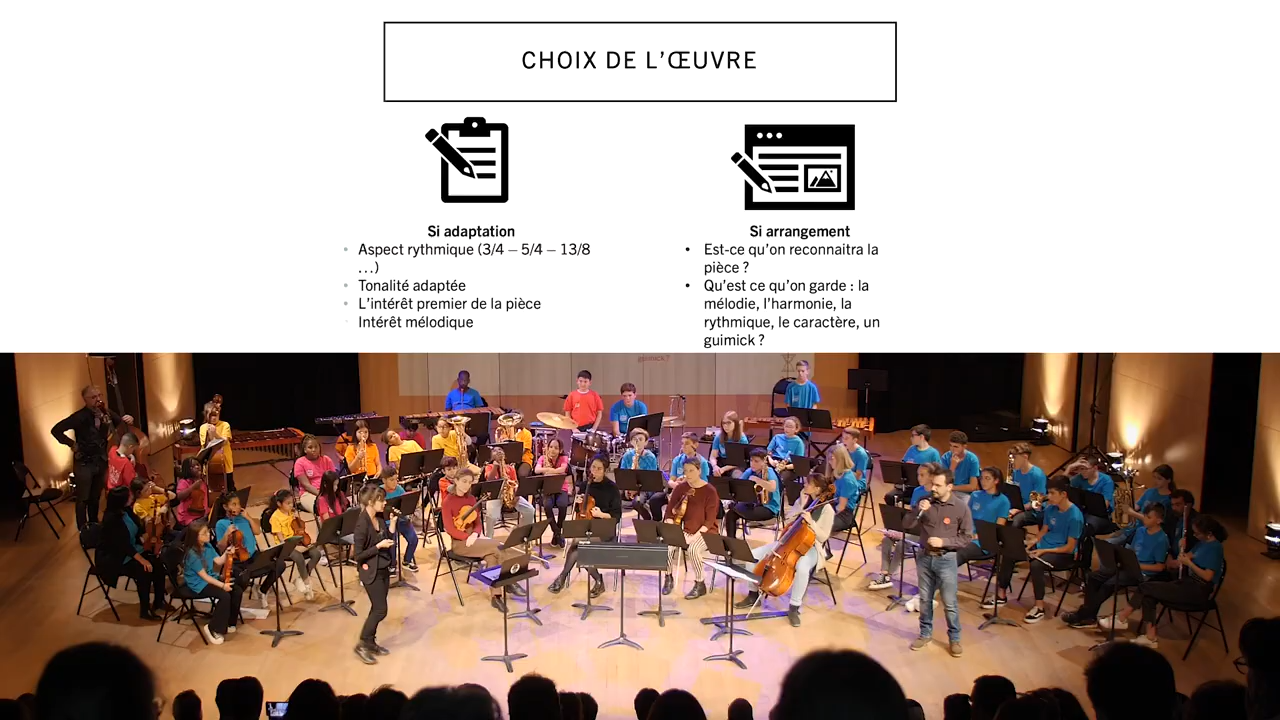 CHOIX DE L’ŒUVRE
Si adaptation
• Aspect rythmique (3/4 – 5/4 – 13/8
…)
• Tonalité adaptée
• L’intérêt premier de la pièce
· Intérêt mélodique
Si arrangement
• Est-ce qu’on reconnaitra la
pièce ?
• Qu’est ce qu’on garde : la
mélodie, l’harmonie, la
rythmique, le caractère, un
guimick ?
guimick ?